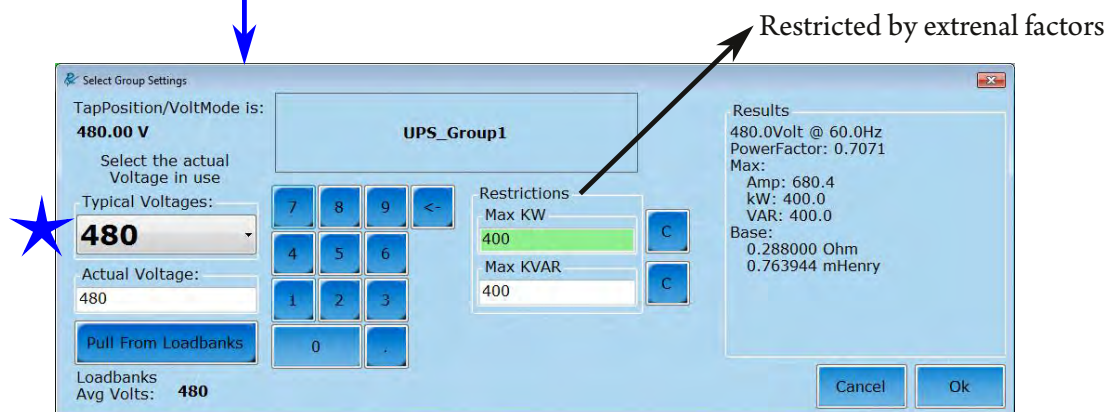 Restricted by extrenal factors
Select Group Settings
TapPosition/VoltMode is:
480.00 V
Select the actual
Voltage in use
Typical Voltages:
480
Actual Voltage:
480
Pull From Loadbanks
Loadbanks
Avg Volts: 480
UPS_Group1
7 8 9 <-
4 5 6
1 2 3
0 .
Restrictions
Max KW
400
C
Max KVAR
400
C
Results
480.0Volt @ 60.0Hz
PowerFactor: 0.7071
Max:
Amp: 680.4
kW: 400.0
VAR: 400.0
Base:
0.288000 Ohm
0.763944 mHenry
Cancel Ok